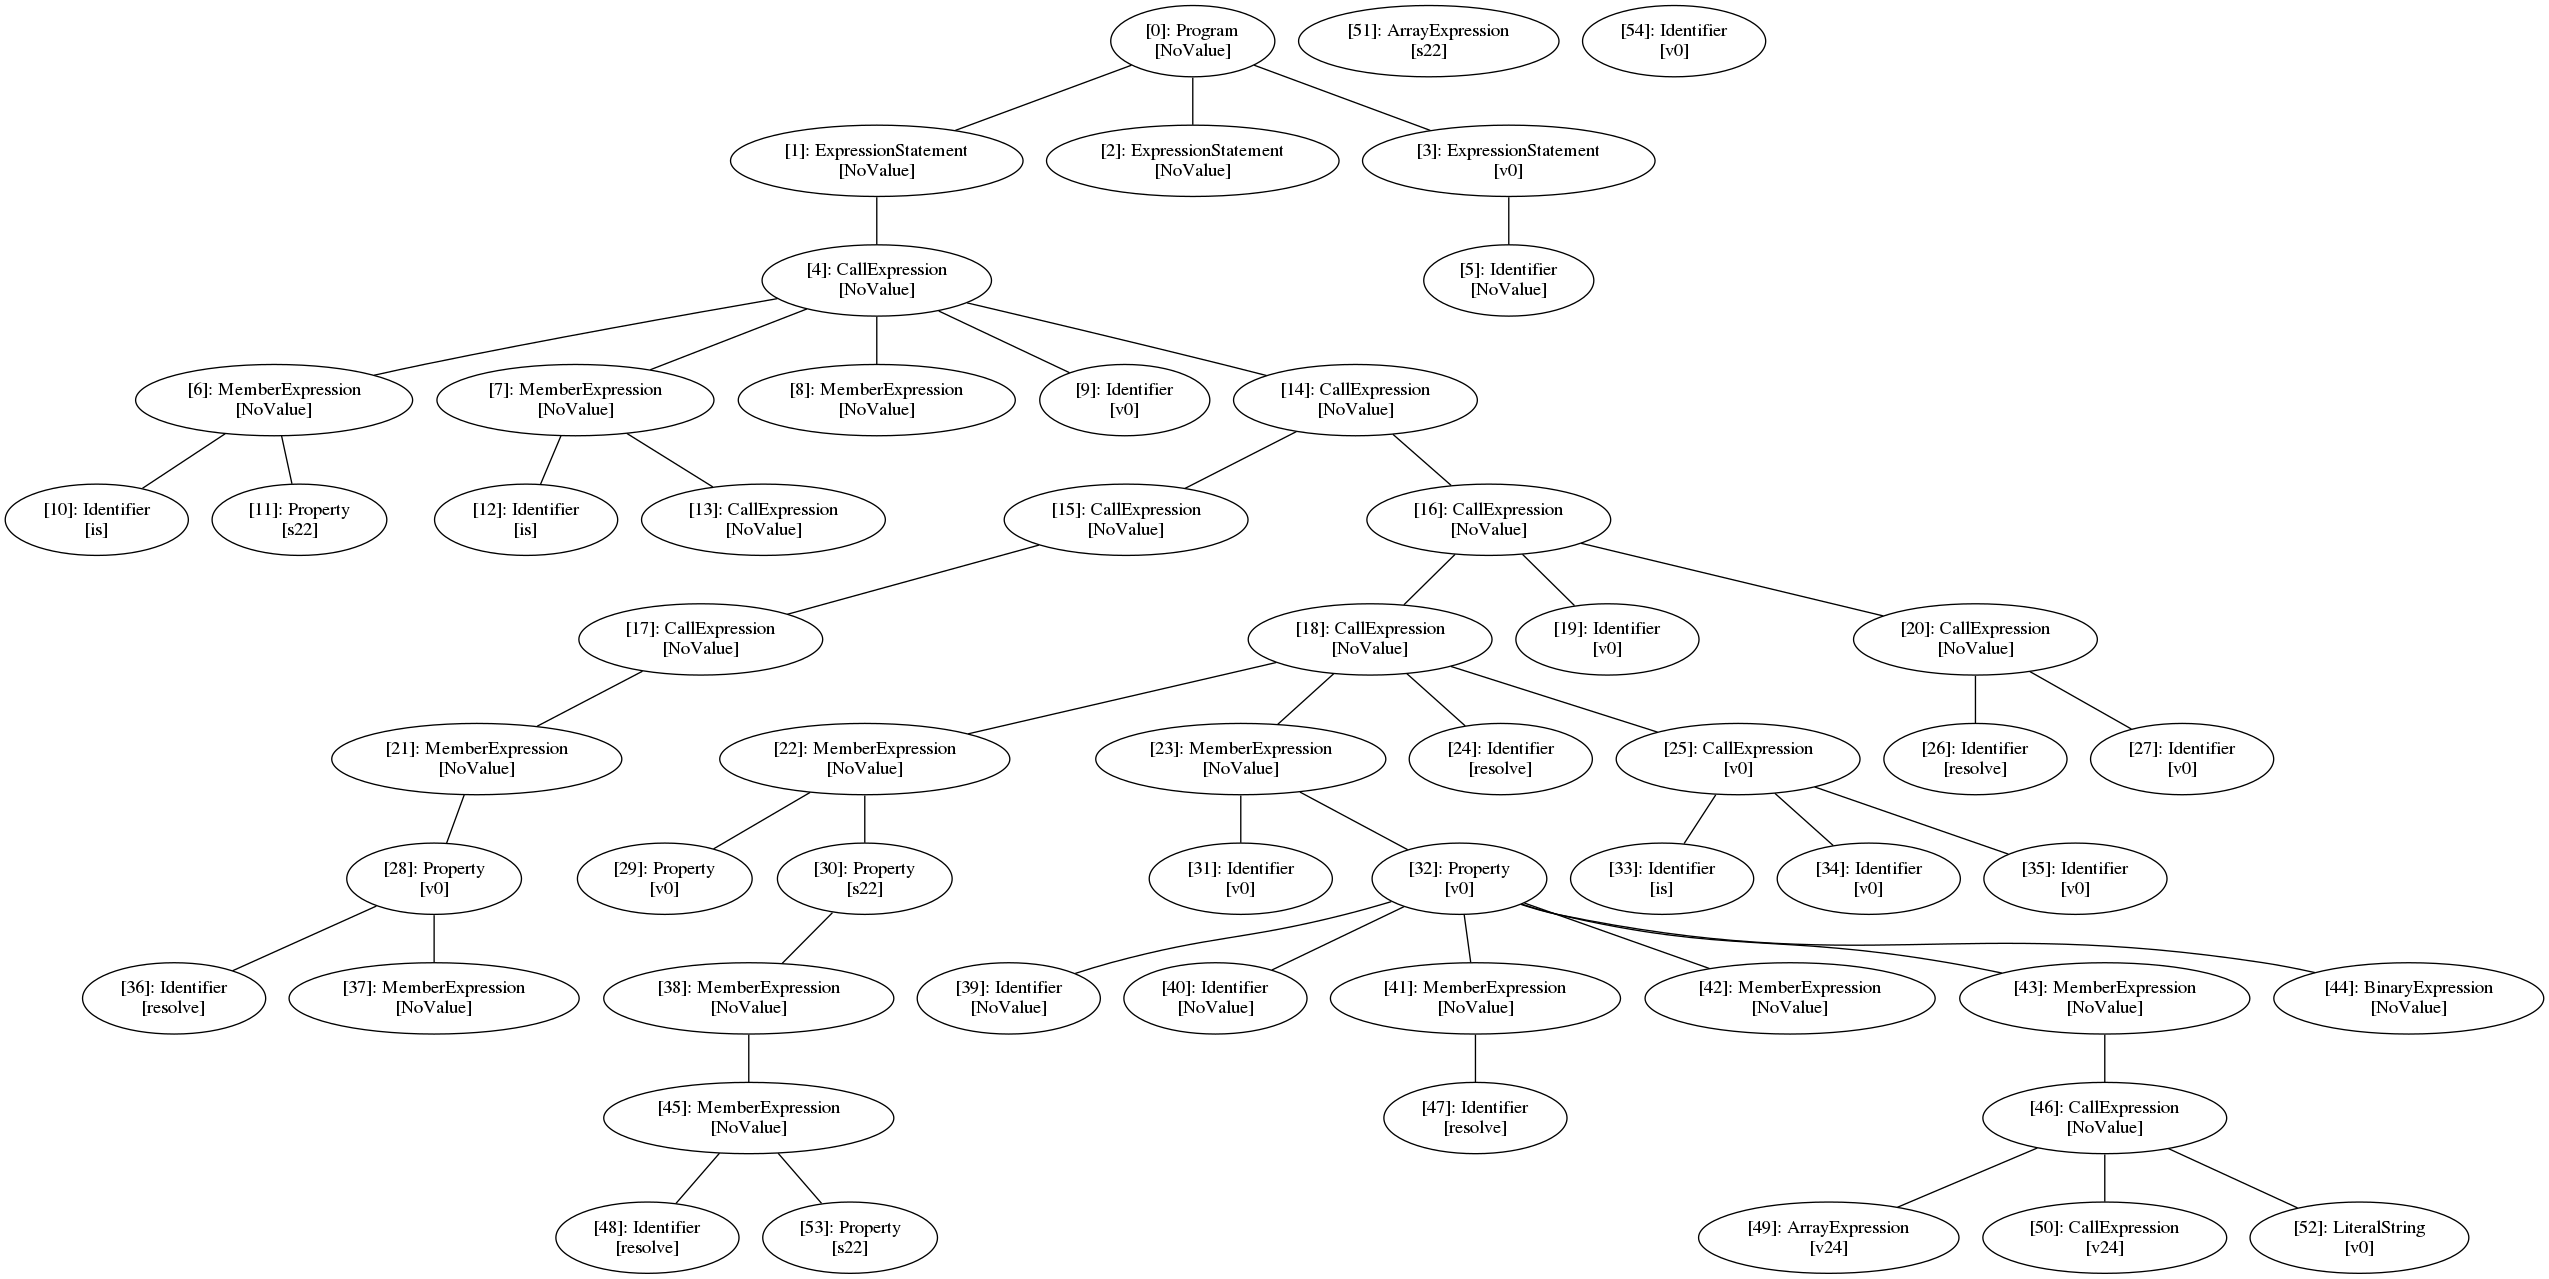 [0]: Program
[NoValue]
[51]: ArrayExpression
[s22]
[54]: Identifier
[v0]
[1]: ExpressionStatement
[NoValue]
[2]: ExpressionStatement
[NoValue]
[3]: ExpressionStatement
[v0]
[4]: CallExpression
[NoValue]
[5]: Identifier
[NoValue]
[6]: MemberExpression
[NoValue]
[7]: MemberExpression
[NoValue]
[8]: MemberExpression
[NoValue]
[9]: Identifier
[v0]
[14]: CallExpression
[NoValue]
[10]: Identifier
[is]
[11]: Property
[s22]
[12]: Identifier
[is]
[13]: CallExpression
[NoValue]
[15]: CallExpression
[NoValue]
[16]: CallExpression
[NoValue]
[17]: CallExpression
[NoValue]
[18]: CallExpression
[NoValue]
[19]: Identifier
[v0]
[20]: CallExpression
[NoValue]
[21]: MemberExpression
[NoValue]
[22]: MemberExpression
[NoValue]
[23]: MemberExpression
[NoValue]
[24]: Identifier
[resolve]
[25]: CallExpression
[v0]
[26]: Identifier
[resolve]
[27]: Identifier
[v0]
[28]: Property
[v0]
[29]: Property
[v0]
[30]: Property
[s22]
[31]: Identifier
[v0]
[32]: Property
[v0]
[33]: Identifier
[is]
[34]: Identifier
[v0]
[35]: Identifier
[v0]
[36]: Identifier
[resolve]
[37]: MemberExpression
[NoValue]
[38]: MemberExpression
[NoValue]
[39]: Identifier
[NoValue]
[40]: Identifier
[NoValue]
[41]: MemberExpression
[NoValue]
[42]: MemberExpression
[NoValue]
[43]: MemberExpression
[NoValue]
[44]: BinaryExpression
[NoValue]
[45]: MemberExpression
[NoValue]
[47]: Identifier
[resolve]
[46]: CallExpression
[NoValue]
[48]: Identifier
[resolve]
[53]: Property
[s22]
[49]: ArrayExpression
[v24]
[50]: CallExpression
[v24]
[52]: LiteralString
[v0]